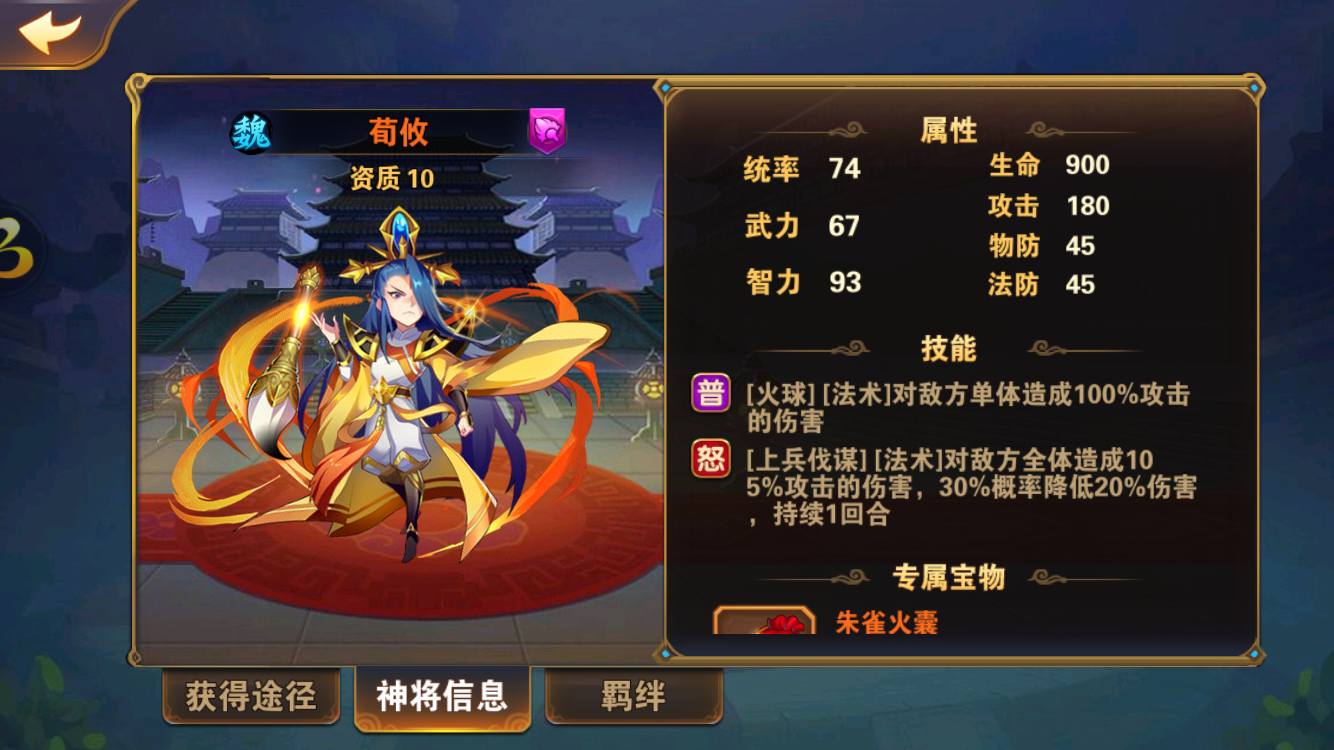 魏
荀攸
资质 10
属性
统率 74
生命 900
攻击 180
武力 67
物防 45
智力 93
法防 45
技能
普
[火球] [法术]对敌方单体造成100%攻击
的伤害
怒
[上兵伐谋] [法术]对敌方全体造成10
5%攻击的伤害，30%概率降低20%伤害
，持续1回合
专属宝物
朱雀火囊
获得途径
神将信息
羁绊